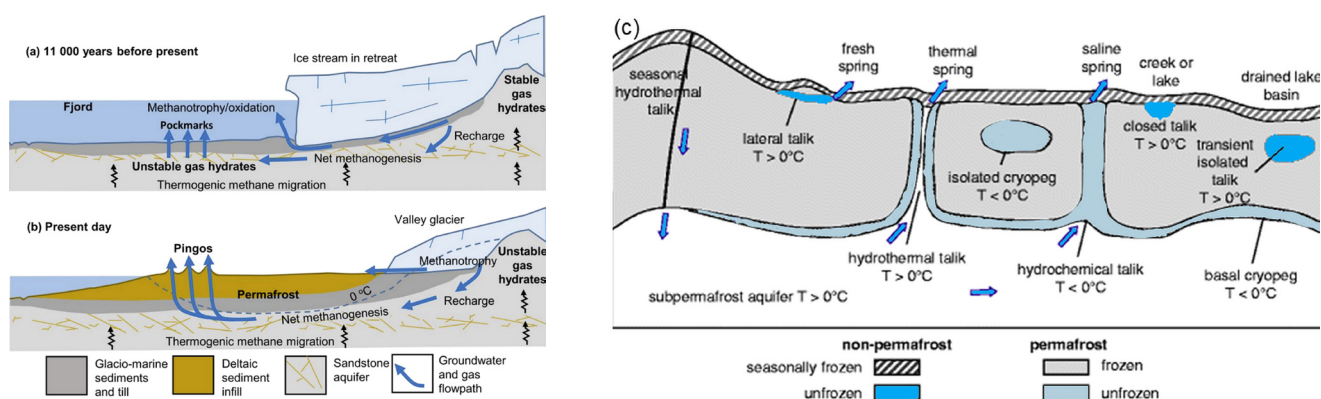 (a) 11 000 years before present
Ice stream in retreat
Stable
gas
hydrates
Fjord
Methanotrophy/oxidation
Pockmarks
Recharge
Net methanogenesis
Unstable gas hydrates
Thermogenic methane migration
(b) Present day
Valley glacier
Pingos
Unstable
gas
hydrates
Methanotrophy
Permafrost
0 °C
Recharge
Net methanogenesis
Thermogenic methane migration
Glacio-marine
sediments
and till
Deltaic
sediment
infill
Sandstone
aquifer
Groundwater
and gas
flowpath
(c)
seasonal
hydrothermal
talik
fresh
spring
thermal
spring
saline
spring
creek or
lake
drained lake
basin
lateral talik
T > 0°C
isolated cryopeg
T < 0°C
closed talik
T > 0°C
transient
isolated
talik
T > 0°C
hydrothermal talik
T > 0°C
hydrochemical talik
T < 0°C
basal cryopeg
T < 0°C
subpermafrost aquifer T > 0°C
non-permafrost
permafrost
seasonally frozen
frozen
unfrozen
unfrozen